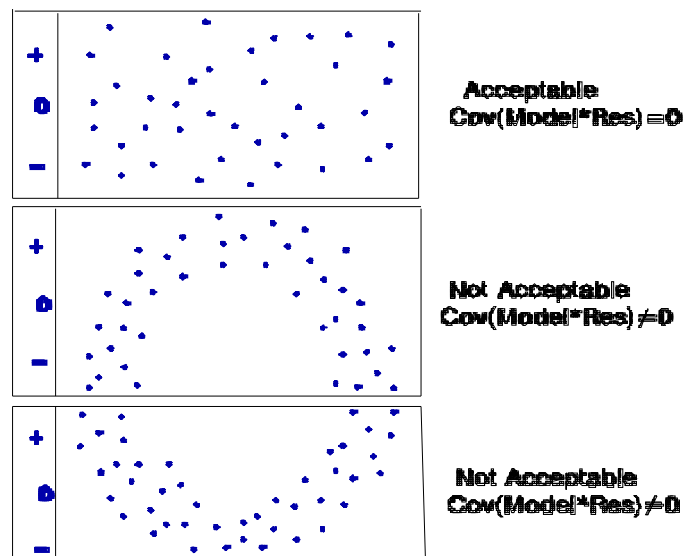 +
0
-
Acceptable
Cov(Model*Res)=0
+
0
-
Not Acceptable
Cov(Model*Res)≠0
+
0
-
Not Acceptable
Cov(Model*Res)≠0